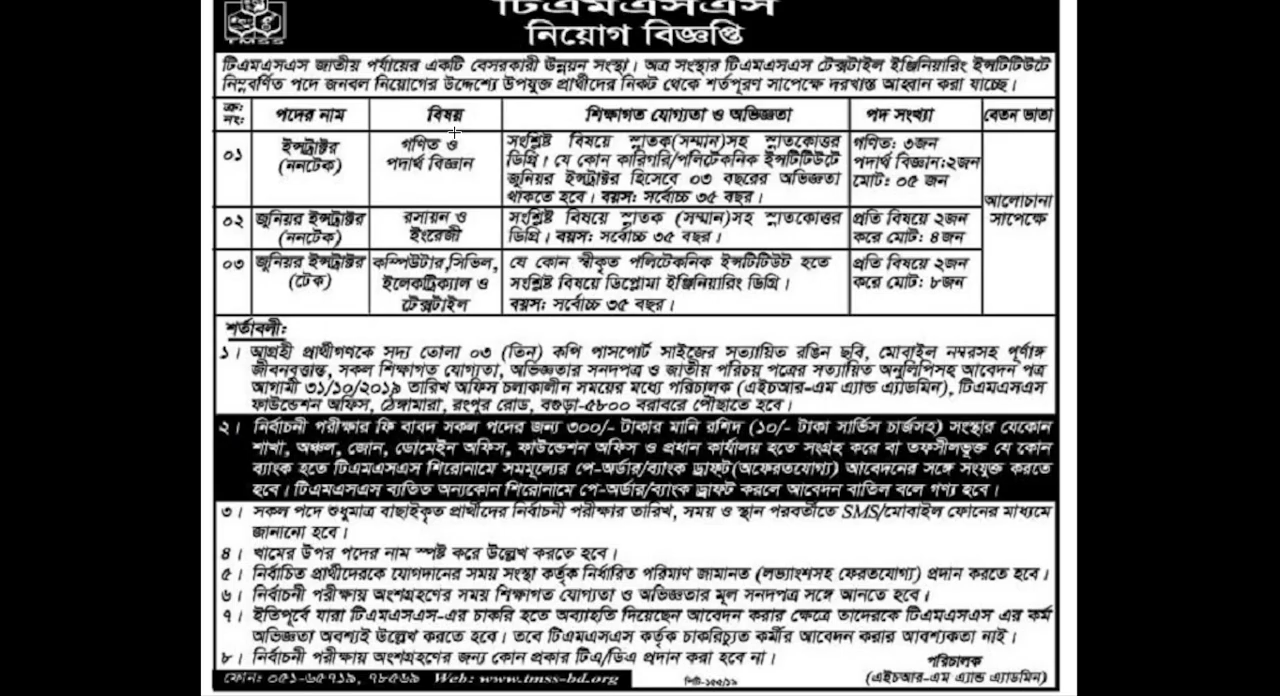 টিএমএসএস
নিয়োগ বিজ্ঞপ্তি
TMSS
টিএমএসএস জাতীয় পর্যায়ের একটি বেসরকারী উন্নয়ন সংস্থা। অত্র সংস্থার টিএমএসএস টেক্সটাইল ইঞ্জিনিয়ারিং ইন্সটিটিউটে
নিম্নবর্ণিত পদে জনবল নিয়োগের উদ্দেশ্যে উপযুক্ত প্রার্থীদের নিকট থেকে শর্তপূরণ সাপেক্ষে দরখাস্ত আহ্বান করা যাচ্ছে।
ক্র: নং:
পদের নাম
বিষয়
শিক্ষাগত যোগ্যতা ও অভিজ্ঞতা
পদ সংখ্যা
বেতন ভাতা
০১
ইন্সট্রাক্টর
(ননটেক)
গণিত ও
পদার্থ বিজ্ঞান
সংশ্লিষ্ট বিষয়ে স্নাতক(সম্মান)সহ স্নাতকোত্তর
ডিগ্রি। যে কোন কারিগরি/পলিটেকনিক ইন্সটিটিউটে
জুনিয়র ইন্সট্রাক্টর হিসেবে ০৩ বছরের অভিজ্ঞতা
থাকতে হবে। বয়স: সর্বোচ্চ ৩৫ বছর।
গণিত: ৩জন
পদার্থ বিজ্ঞান:২জন
মোট: ০৫ জন
আলোচানা
সাপেক্ষে
০২
জুনিয়র ইন্সট্রাক্টর
(ননটেক)
রসায়ন ও
ইংরেজী
সংশ্লিষ্ট বিষয়ে স্নাতক (সম্মান)সহ স্নাতকোত্তর
ডিগ্রি। বয়স: সর্বোচ্চ ৩৫ বছর।
প্রতি বিষয়ে ২জন
করে মোট: ৪জন
০৩
জুনিয়র ইন্সট্রাক্টর
(টেক)
কম্পিউটার,সিভিল,
ইলেকট্রিক্যাল ও
টেক্সটাইল
যে কোন স্বীকৃত পলিটেকনিক ইন্সটিটিউট হতে
সংশ্লিষ্ট বিষয়ে ডিপ্লোমা ইঞ্জিনিয়ারিং ডিগ্রি।
বয়স: সর্বোচ্চ ৩৫ বছর।
প্রতি বিষয়ে ২জন
করে মোট: ৮জন
শর্তাবলী:
১। আগ্রহী প্রার্থীগণকে সদ্য তোলা ০৩ (তিন) কপি পাসপোর্ট সাইজের সত্যায়িত রঙিন ছবি, মোবাইল নম্বরসহ পূর্ণাঙ্গ
জীবনবৃত্তান্ত, সকল শিক্ষাগত যোগ্যতা, অভিজ্ঞতার সনদপত্র ও জাতীয় পরিচয় পত্রের সত্যায়িত অনুলিপিসহ আবেদন পত্র
আগামী ৩১/১০/২০১৯ তারিখ অফিস চলাকালীন সময়ের মধ্যে পরিচালক (এইচআর-এম এ্যান্ড এ্যাডমিন), টিএমএসএস
ফাউন্ডেশন অফিস, ঠেঙ্গামারা, রংপুর রোড, বগুড়া-৫৮০০ বরাবরে পৌঁছাতে হবে।
২। নির্বাচনী পরীক্ষার ফি বাবদ সকল পদের জন্য ৩০০/- টাকার মানি রশিদ (১০/- টাকা সার্ভিস চার্জসহ) সংস্থার যেকোন
শাখা, অঞ্চল, জোন, ডোমেইন অফিস, ফাউন্ডেশন অফিস ও প্রধান কার্যালয় হতে সংগ্রহ করে বা তফসীলভুক্ত যে কোন
ব্যাংক হতে টিএমএসএস শিরোনামে সমমূল্যের পে-অর্ডার/ব্যাংক ড্রাফ্ট(অফেরতযোগ্য) আবেদনের সঙ্গে সংযুক্ত করতে
হবে। টিএমএসএস ব্যতিত অন্যকোন শিরোনামে পে-অর্ডার/ব্যাংক ড্রাফট করলে আবেদন বাতিল বলে গণ্য হবে।
৩। সকল পদে শুধুমাত্র বাছাইকৃত প্রার্থীদের নির্বাচনী পরীক্ষার তারিখ, সময় ও স্থান পরবর্তীতে SMS/মোবাইল ফোনের মাধ্যমে
জানানো হবে।
৪। খামের উপর পদের নাম স্পষ্ট করে উল্লেখ করতে হবে।
৫। নির্বাচিত প্রার্থীদেরকে যোগদানের সময় সংস্থা কর্তৃক নির্ধারিত পরিমাণ জামানত (লভ্যাংশসহ ফেরতযোগ্য) প্রদান করতে হবে।
৬। নির্বাচনী পরীক্ষায় অংশগ্রহণের সময় শিক্ষাগত যোগ্যতা ও অভিজ্ঞতার মূল সনদপত্র সঙ্গে আনতে হবে।
৭। ইতিপূর্বে যারা টিএমএসএস-এর চাকরি হতে অব্যাহতি দিয়েছেন আবেদন করার ক্ষেত্রে তাদেরকে টিএমএসএস এর কর্ম
অভিজ্ঞতা অবশ্যই উল্লেখ করতে হবে। তবে টিএমএসএস কর্তৃক চাকরিচ্যুত কর্মীর আবেদন করার আবশ্যকতা নাই।
৮। নির্বাচনী পরীক্ষায় অংশগ্রহণের জন্য কোন প্রকার টিএ/ডিএ প্রদান করা হবে না।
পরিচালক
(এইচআর-এম এ্যান্ড এ্যাডমিন)
ফোন: ০৫১-৬৫৭১৯, ৭৮৫৬৯ Web: www.tmss-bd.org
পিট-১৫৫/১৯